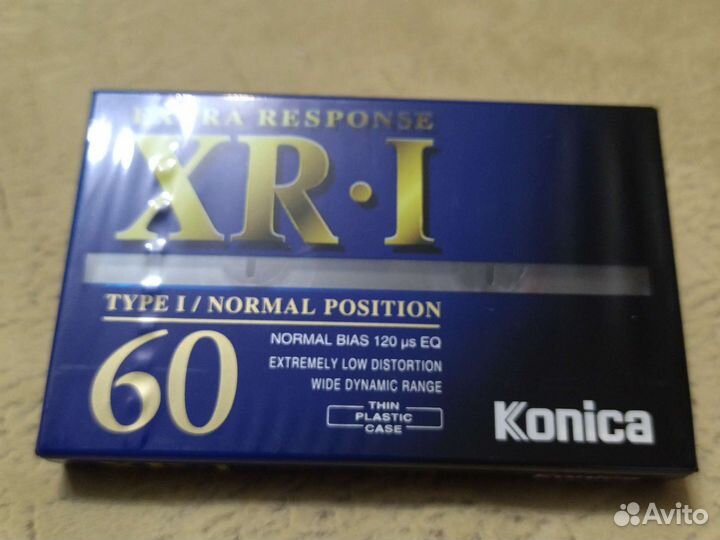 EXTRA RESPONSE
XR·I
TYPE I / NORMAL POSITION
60
NORMAL BIAS 120 µs EQ
EXTREMELY LOW DISTORTION
WIDE DYNAMIC RANGE
THIN
PLASTIC
CASE
Konica
Avito